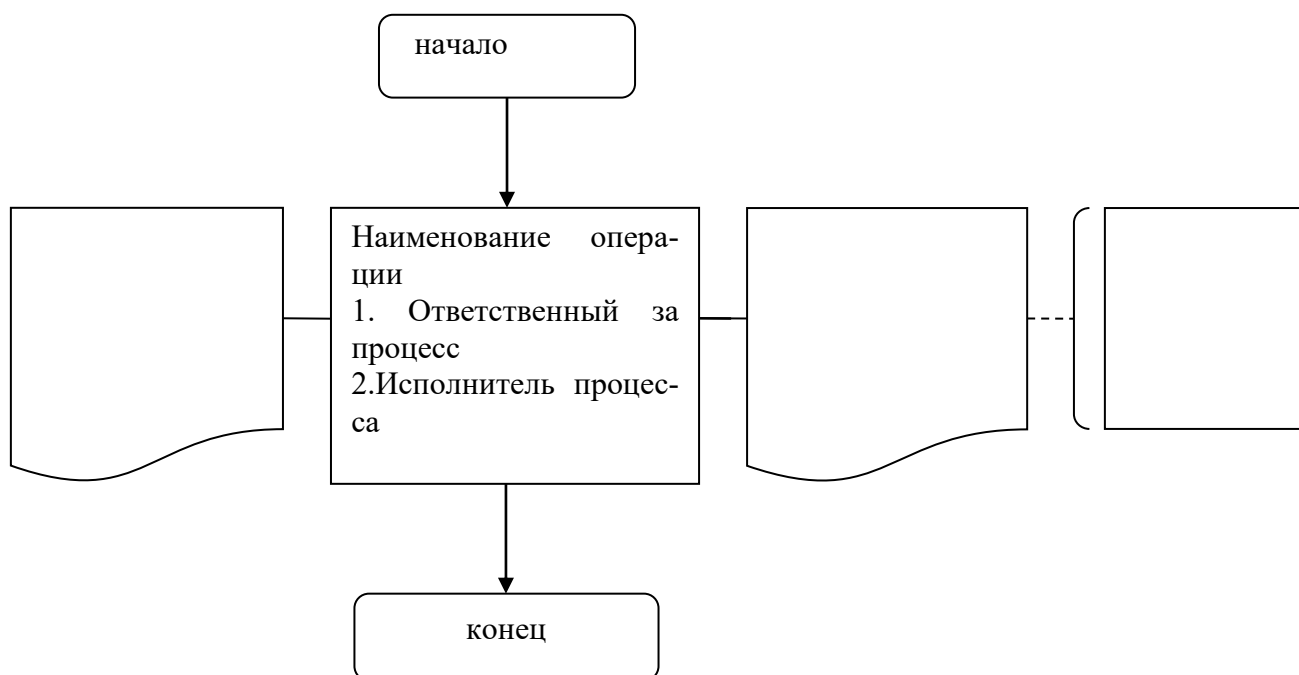 начало
Наименование опера-
ции
1. Ответственный за
процесс
2.Исполнитель процес-
са
конец